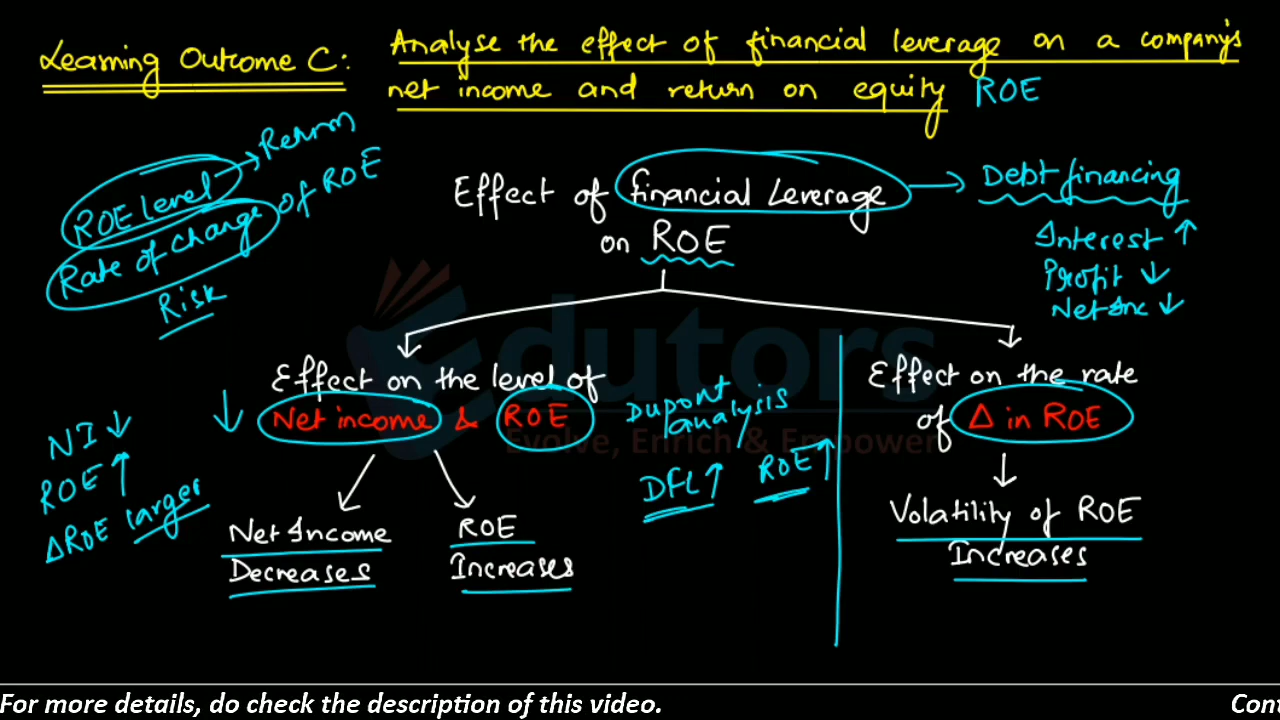 Learning Outcome C:
Analyse the effect of financial leverage on a company's
net income and return on equity ROE
ROE level → Return
Rate of change of ROE
Risk
Effect of financial Leverage
on ROE
→ Debt financing
Interest ↑
Profit ↓
Net Inc ↓
Edutors
Evolve, Enrich & Empower
Effect on the level of
↓ Net income & ROE
NI ↓
ROE ↑
ΔROE larger
Net Income
Decreases
ROE
Increases
Dupont
analysis
DFL ↑ ROE ↑
Effect on the rate
of Δ in ROE
Volatility of ROE
Increases
For more details, do check the description of this video.
Cont